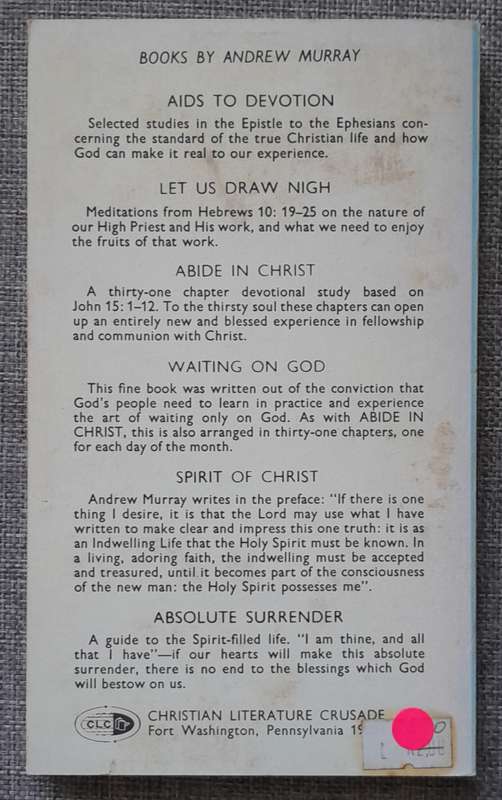 BOOKS BY ANDREW MURRAY
AIDS TO DEVOTION
Selected studies in the Epistle to the Ephesians con-
cerning the standard of the true Christian life and how
God can make it real to our experience.
LET US DRAW NIGH
Meditations from Hebrews 10: 19–25 on the nature of
our High Priest and His work, and what we need to enjoy
the fruits of that work.
ABIDE IN CHRIST
A thirty-one chapter devotional study based on
John 15: 1–12. To the thirsty soul these chapters can open
up an entirely new and blessed experience in fellowship
and communion with Christ.
WAITING ON GOD
This fine book was written out of the conviction that
God's people need to learn in practice and experience
the art of waiting only on God. As with ABIDE IN
CHRIST, this is also arranged in thirty-one chapters, one
for each day of the month.
SPIRIT OF CHRIST
Andrew Murray writes in the preface: "If there is one
thing I desire, it is that the Lord may use what I have
written to make clear and impress this one truth: it is as
an Indwelling Life that the Holy Spirit must be known. In
a living, adoring faith, the indwelling must be accepted
and treasured, until it becomes part of the consciousness
of the new man: the Holy Spirit possesses me".
ABSOLUTE SURRENDER
A guide to the Spirit-filled life. "I am thine, and all
that I have"—if our hearts will make this absolute
surrender, there is no end to the blessings which God
will bestow on us.
CLC
CHRISTIAN LITERATURE CRUSADE
Fort Washington, Pennsylvania